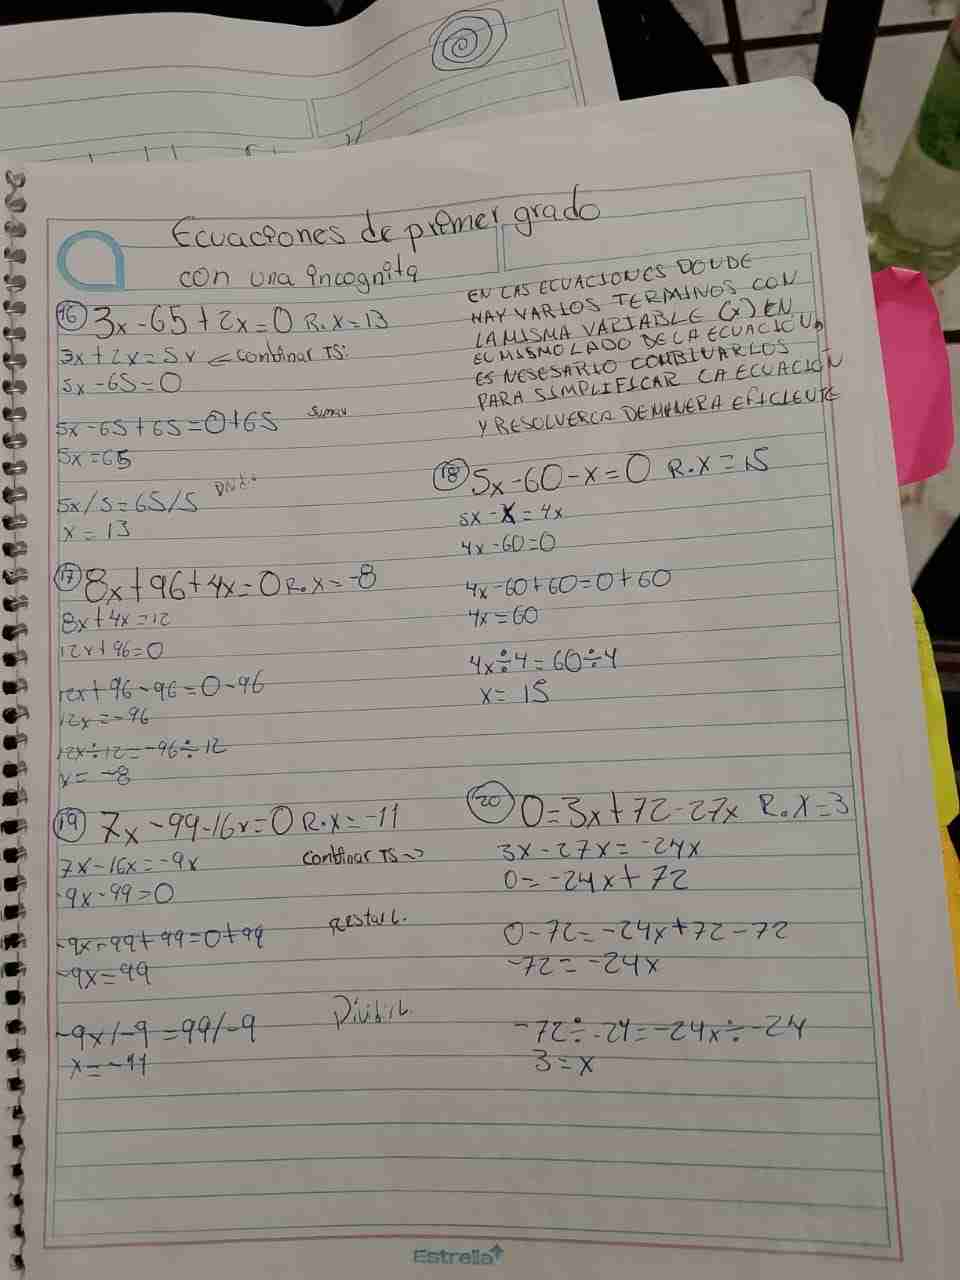 Ecuaciones de primer grado
con una incognita
EN LAS ECUACIONES DONDE
HAY VARIOS TERMINOS CON
LA MISMA VARIABLE (x) EN
EL MISMO LADO DE LA ECUACION,
ES NESESARIO COMBINARLOS
PARA SIMPLIFICAR LA ECUACION
Y RESOLVERLA DE MANERA EFICIENTE
16 3x-65+2x=0 R.x=13
3x+2x=5x ← combinar TS:
5x-65=0
5x-65+65=0+65 sumar
5x=65
5x/5=65/5
x=13
17 8x+96+4x=0 R.x=-8
8x+4x=12
12x+96=0
12x+96-96=0-96
12x=-96
12x÷12=-96÷12
x=-8
18 5x-60-x=0 R.x=15
5x-x=4x
4x-60=0
4x-60+60=0+60
4x=60
4x÷4=60÷4
x=15
19 7x-99-16x=0 R.x=-11
7x-16x=-9x combinar TS→
-9x-99=0
-9x-99+99=0+99 Restar
-9x=99
-9x/-9=99/-9 Dividir
x=-11
20 0=3x+72-27x R.x=3
3x-27x=-24x
0=-24x+72
0-72=-24x+72-72
-72=-24x
-72÷-24=-24x÷-24
3=x
Estrella